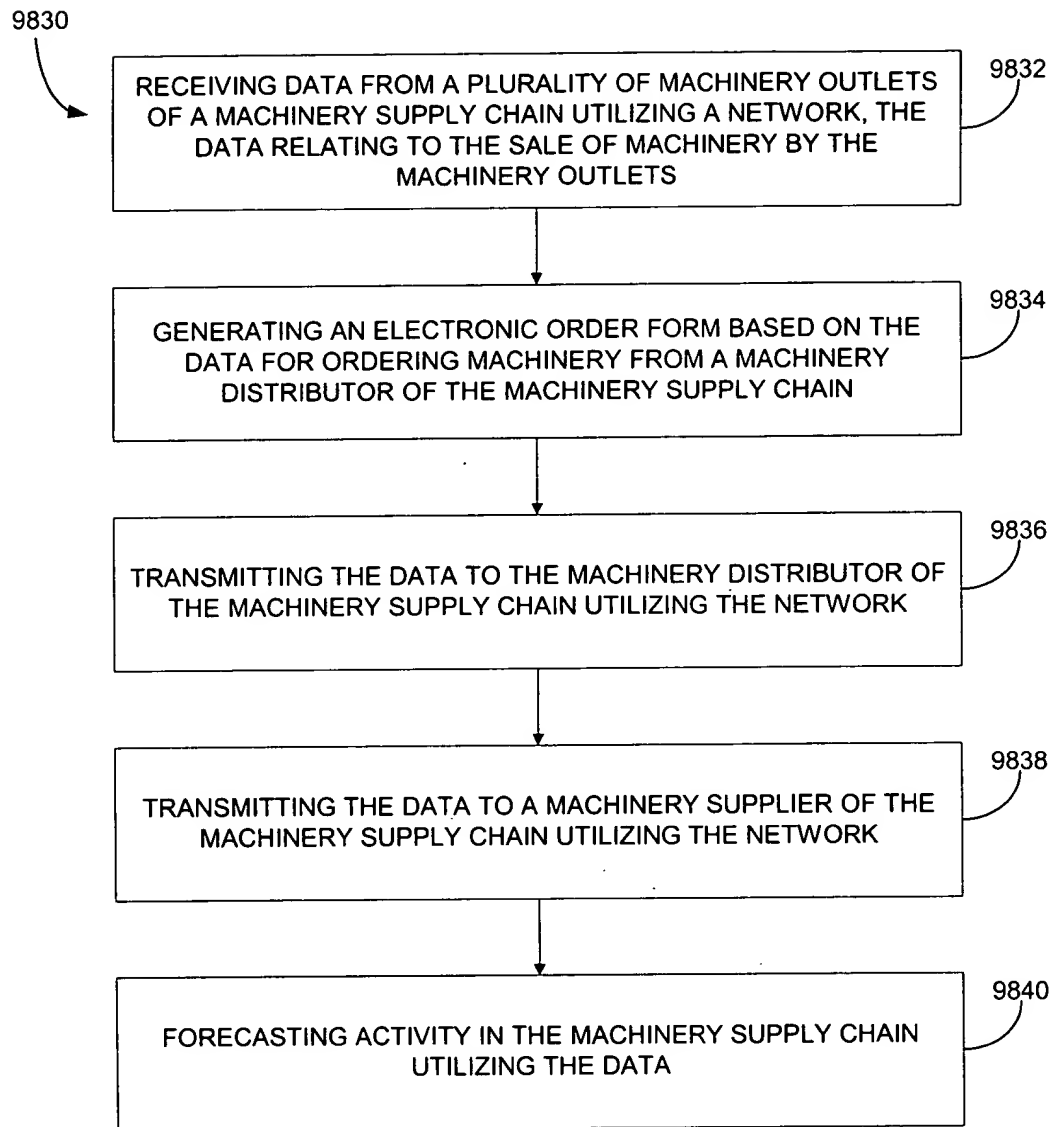 9830
RECEIVING DATA FROM A PLURALITY OF MACHINERY OUTLETS
OF A MACHINERY SUPPLY CHAIN UTILIZING A NETWORK, THE
DATA RELATING TO THE SALE OF MACHINERY BY THE
MACHINERY OUTLETS
9832
GENERATING AN ELECTRONIC ORDER FORM BASED ON THE
DATA FOR ORDERING MACHINERY FROM A MACHINERY
DISTRIBUTOR OF THE MACHINERY SUPPLY CHAIN
9834
TRANSMITTING THE DATA TO THE MACHINERY DISTRIBUTOR OF
THE MACHINERY SUPPLY CHAIN UTILIZING THE NETWORK
9836
TRANSMITTING THE DATA TO A MACHINERY SUPPLIER OF THE
MACHINERY SUPPLY CHAIN UTILIZING THE NETWORK
9838
FORECASTING ACTIVITY IN THE MACHINERY SUPPLY CHAIN
UTILIZING THE DATA
9840